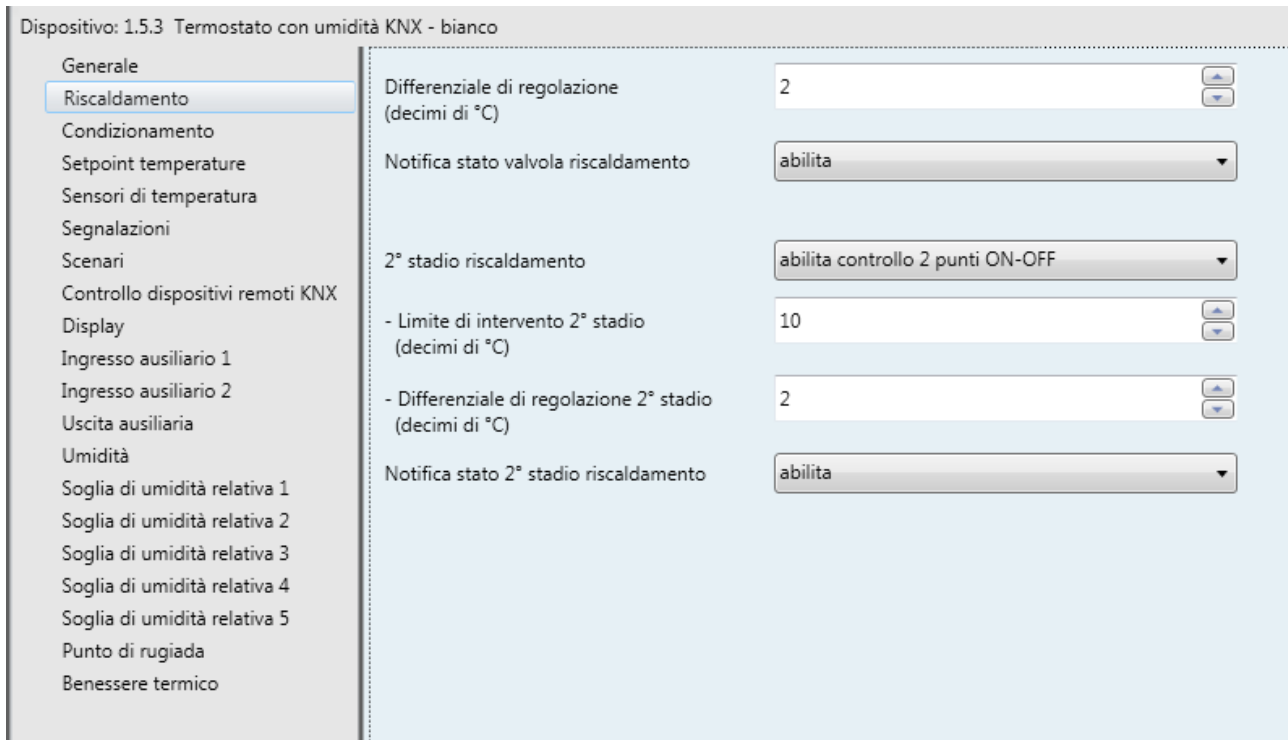 Dispositivo: 1.5.3 Termostato con umidità KNX - bianco
Generale
Riscaldamento
Condizionamento
Setpoint temperature
Sensori di temperatura
Segnalazioni
Scenari
Controllo dispositivi remoti KNX
Display
Ingresso ausiliario 1
Ingresso ausiliario 2
Uscita ausiliaria
Umidità
Soglia di umidità relativa 1
Soglia di umidità relativa 2
Soglia di umidità relativa 3
Soglia di umidità relativa 4
Soglia di umidità relativa 5
Punto di rugiada
Benessere termico
Differenziale di regolazione
(decimi di °C)
2
Notifica stato valvola riscaldamento
abilita
2° stadio riscaldamento
abilita controllo 2 punti ON-OFF
- Limite di intervento 2° stadio
(decimi di °C)
10
- Differenziale di regolazione 2° stadio
(decimi di °C)
2
Notifica stato 2° stadio riscaldamento
abilita